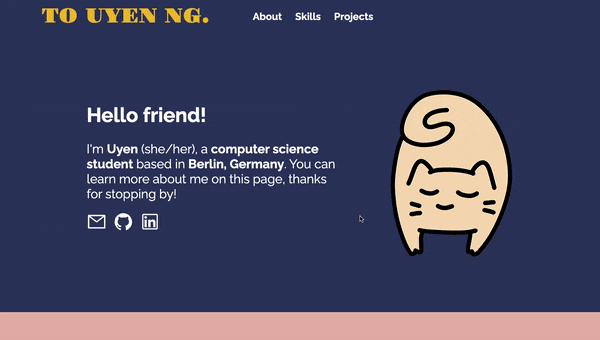 TO UYEN NG.
About Skills Projects
Hello friend!
I'm Uyen (she/her), a computer science
student based in Berlin, Germany. You can
learn more about me on this page, thanks
for stopping by!
in